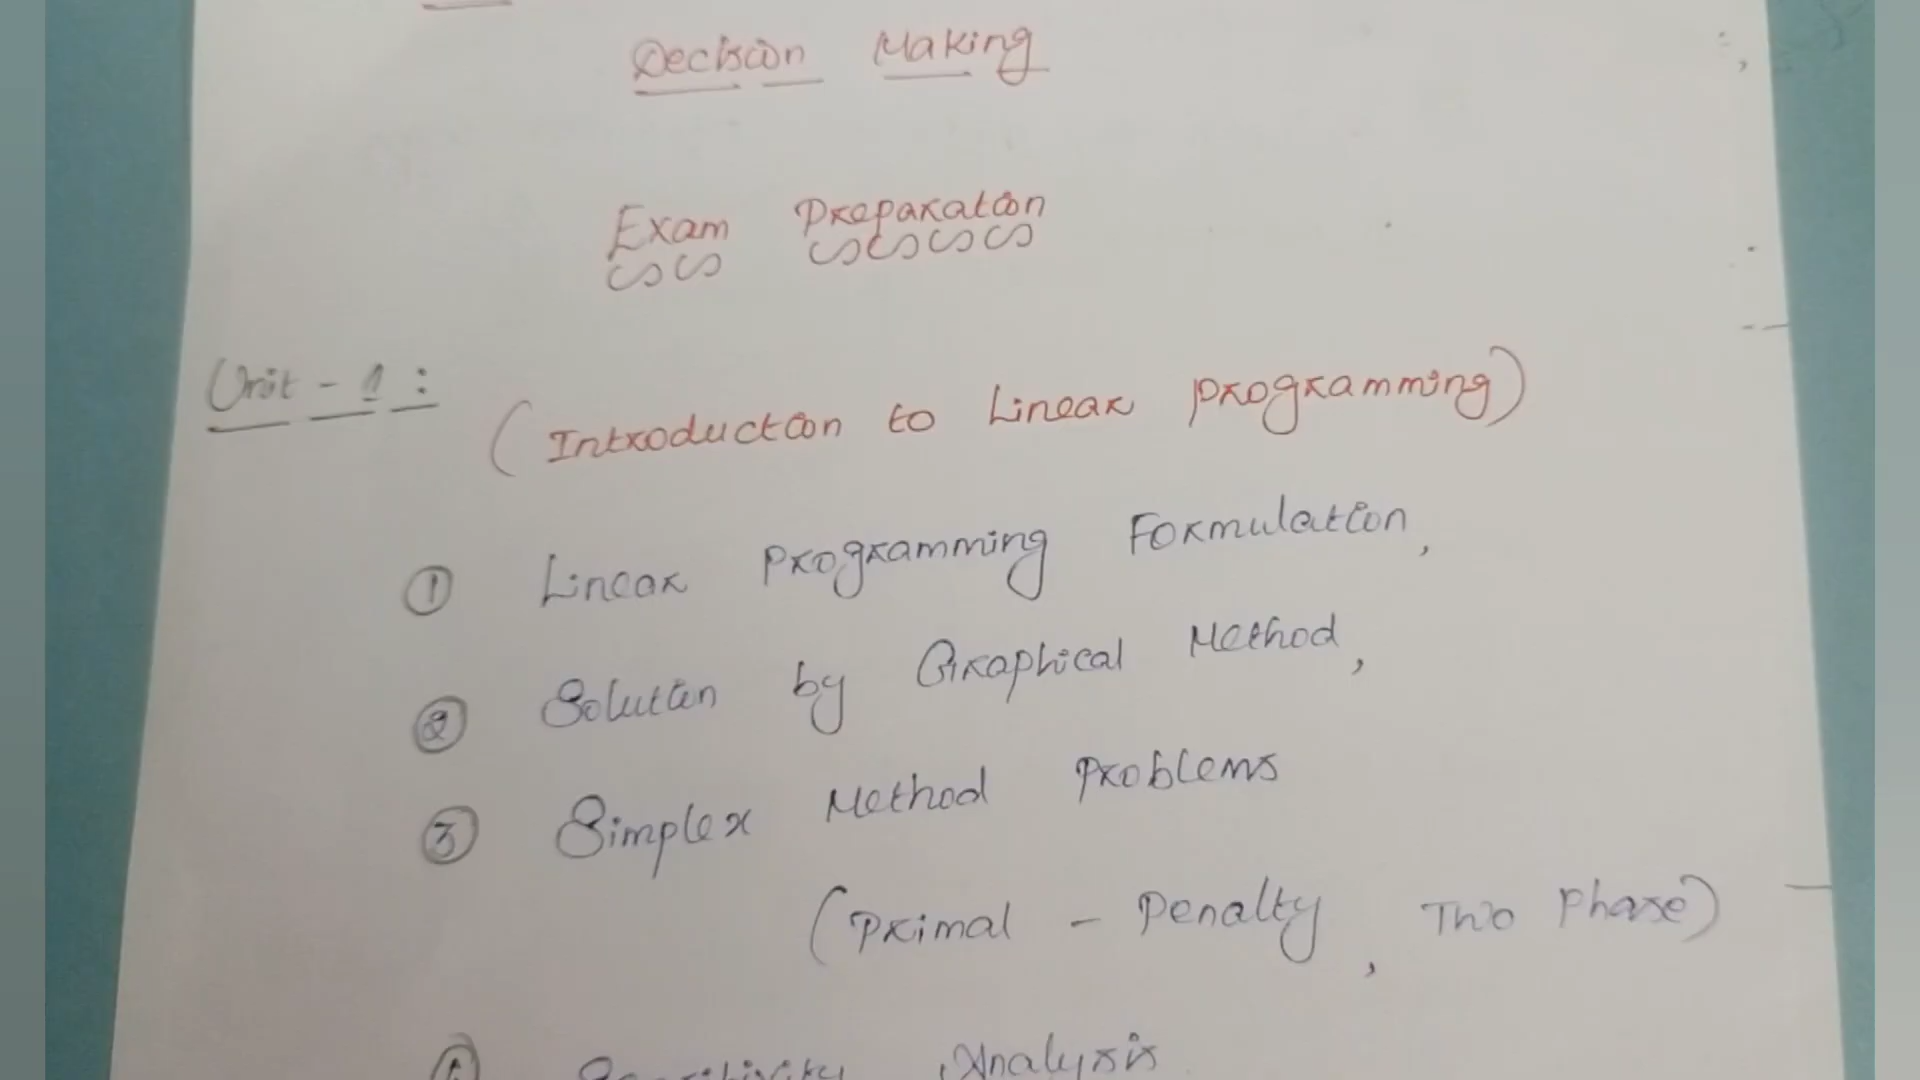 Decision Making
Exam Preparation
Unit - 1 :
(Introduction to Linear programming)
① Linear Programming Formulation,
② Solution by Graphical Method,
③ Simplex Method Problems
(Primal - Penalty, Two Phase)
Sensitivity Analysis